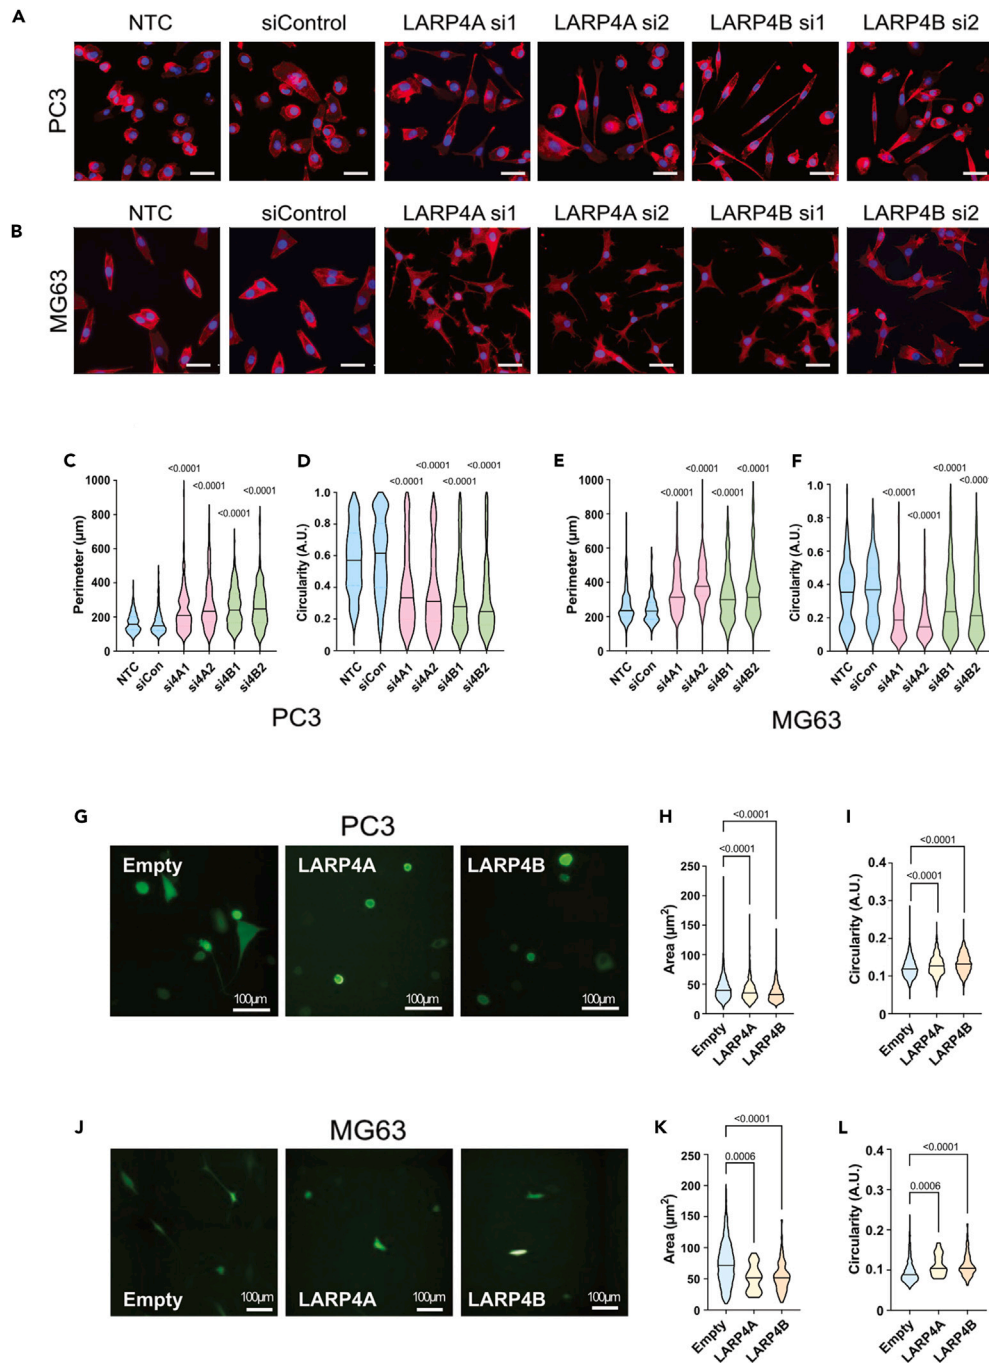 A
NTC siControl LARP4A si1 LARP4A si2 LARP4B si1 LARP4B si2
PC3
NTC siControl LARP4A si1 LARP4A si2 LARP4B si1 LARP4B si2
B
MG63
C D E F
<0.0001 <0.0001 <0.0001 <0.0001
<0.0001 <0.0001 <0.0001 <0.0001
<0.0001 <0.0001 <0.0001 <0.0001
<0.0001 <0.0001 <0.0001 <0.0001
Perimeter (µm)
1000
800
600
400
200
0
NTC siCon si4A1 si4A2 si4B1 si4B2
Circularity (A.U.)
1.0
0.8
0.6
0.4
0.2
0
NTC siCon si4A1 si4A2 si4B1 si4B2
PC3
Perimeter (µm)
1000
800
600
400
200
0
NTC siCon si4A1 si4A2 si4B1 si4B2
Circularity (A.U.)
1.0
0.8
0.6
0.4
0.2
0
NTC siCon si4A1 si4A2 si4B1 si4B2
MG63
G
PC3
Empty LARP4A LARP4B
100µm 100µm 100µm
H
<0.0001
<0.0001
Area (µm²)
250
200
150
100
50
0
Empty LARP4A LARP4B
I
<0.0001
<0.0001
Circularity (A.U.)
0.4
0.3
0.2
0.1
0
Empty LARP4A LARP4B
J
MG63
Empty LARP4A LARP4B
100µm 100µm 100µm
K
<0.0001
0.0006
Area (µm²)
250
200
150
100
50
0
Empty LARP4A LARP4B
L
<0.0001
0.0006
Circularity (A.U.)
0.4
0.3
0.2
0.1
0
Empty LARP4A LARP4B